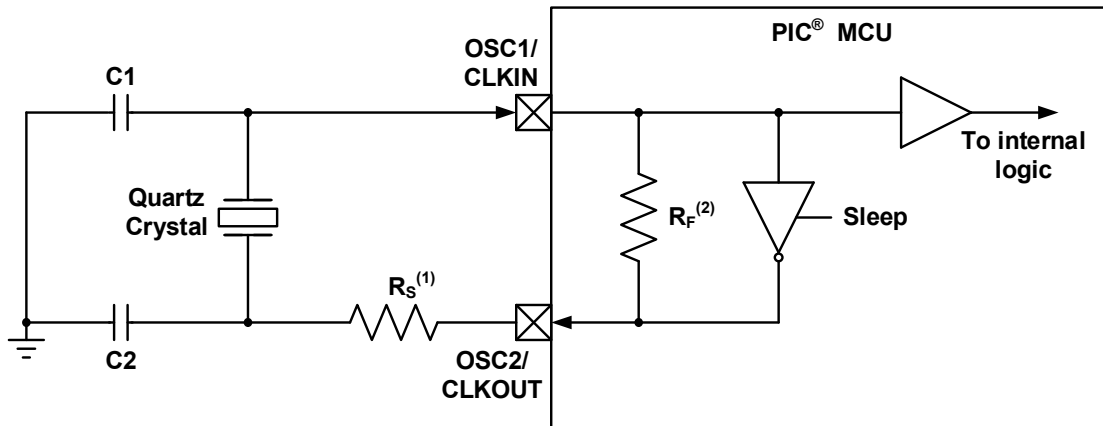 PIC® MCU
OSC1/
CLKIN
C1
To internal
logic
Quartz
Crystal
RF(2)
Sleep
RS(1)
C2
OSC2/
CLKOUT